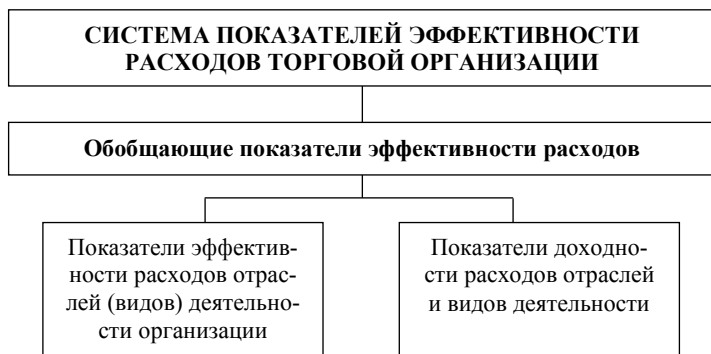 СИСТЕМА ПОКАЗАТЕЛЕЙ ЭФФЕКТИВНОСТИ
РАСХОДОВ ТОРГОВОЙ ОРГАНИЗАЦИИ
Обобщающие показатели эффективности расходов
Показатели эффектив-
ности расходов отрас-
лей (видов) деятельно-
сти организации
Показатели доходно-
сти расходов отраслей
и видов деятельности